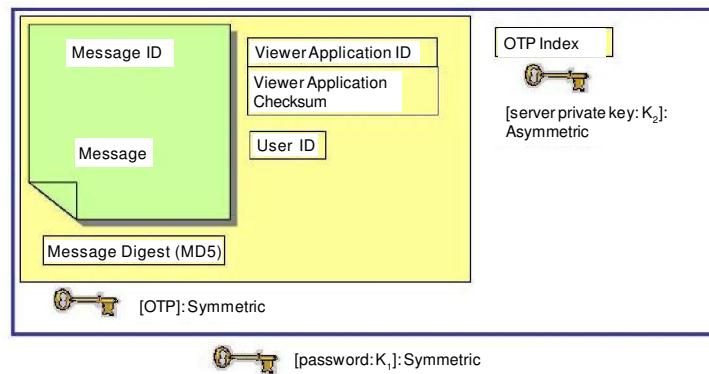 Message ID
Message
Viewer Application ID
Viewer Application
Checksum
User ID
Message Digest (MD5)
[OTP]: Symmetric
OTP Index
[server private key: K₂]:
Asymmetric
[password: K₁]: Symmetric